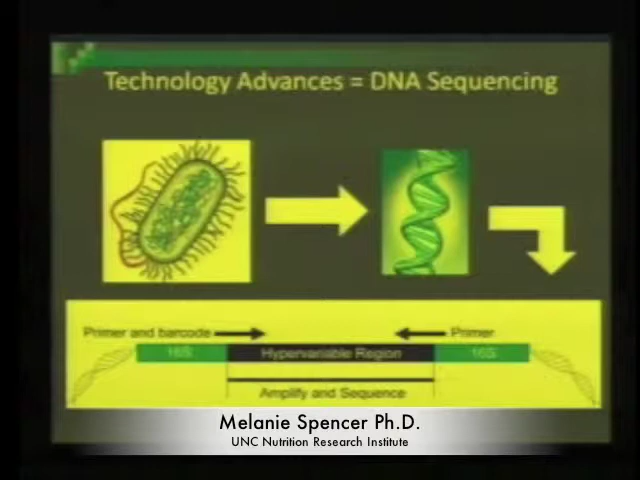 Technology Advances = DNA Sequencing
Primer and barcode
Primer
16S
Hypervariable Region
16S
Amplify and Sequence
Melanie Spencer Ph.D.
UNC Nutrition Research Institute